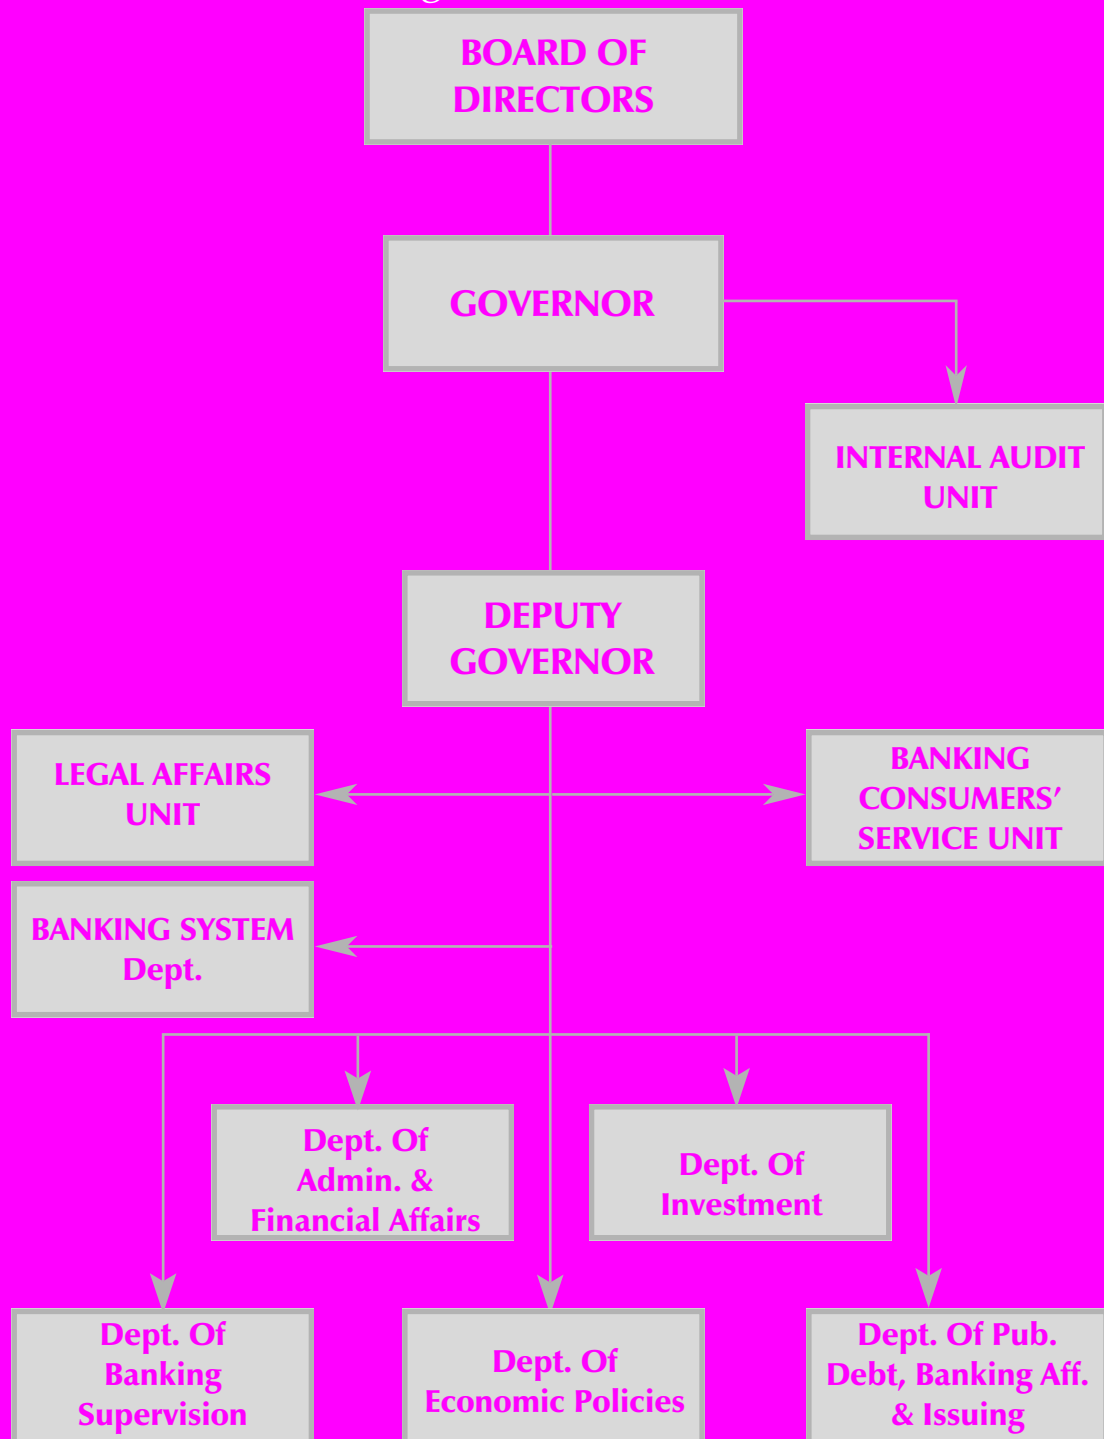 BOARD OF
DIRECTORS
GOVERNOR
INTERNAL AUDIT
UNIT
DEPUTY
GOVERNOR
LEGAL AFFAIRS
UNIT
BANKING
CONSUMERS’
SERVICE UNIT
BANKING SYSTEM
Dept.
Dept. Of
Admin. &
Financial Affairs
Dept. Of
Investment
Dept. Of
Banking
Supervision
Dept. Of
Economic Policies
Dept. Of Pub.
Debt, Banking Aff.
& Issuing